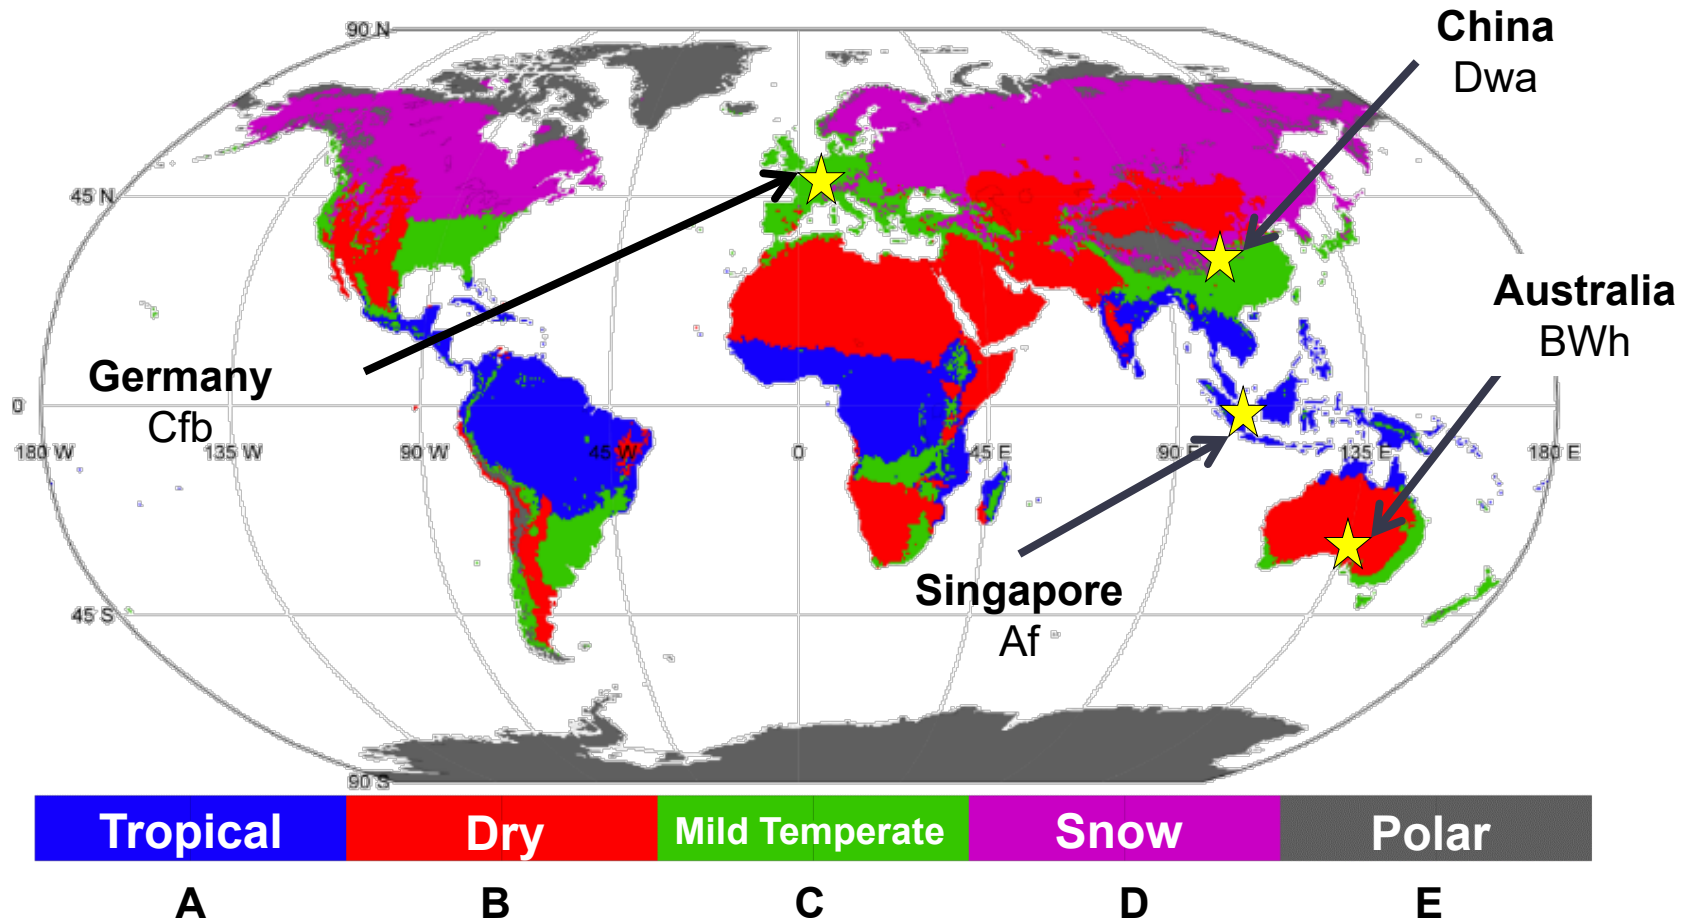 90 N
China
Dwa
45 N
Australia
BWh
Germany
Cfb
0
180 W
135 W
90 W
45 W
0
45 E
90 E
135 E
180 E
Singapore
Af
45 S
90 S
Tropical
Dry
Mild Temperate
Snow
Polar
A
B
C
D
E